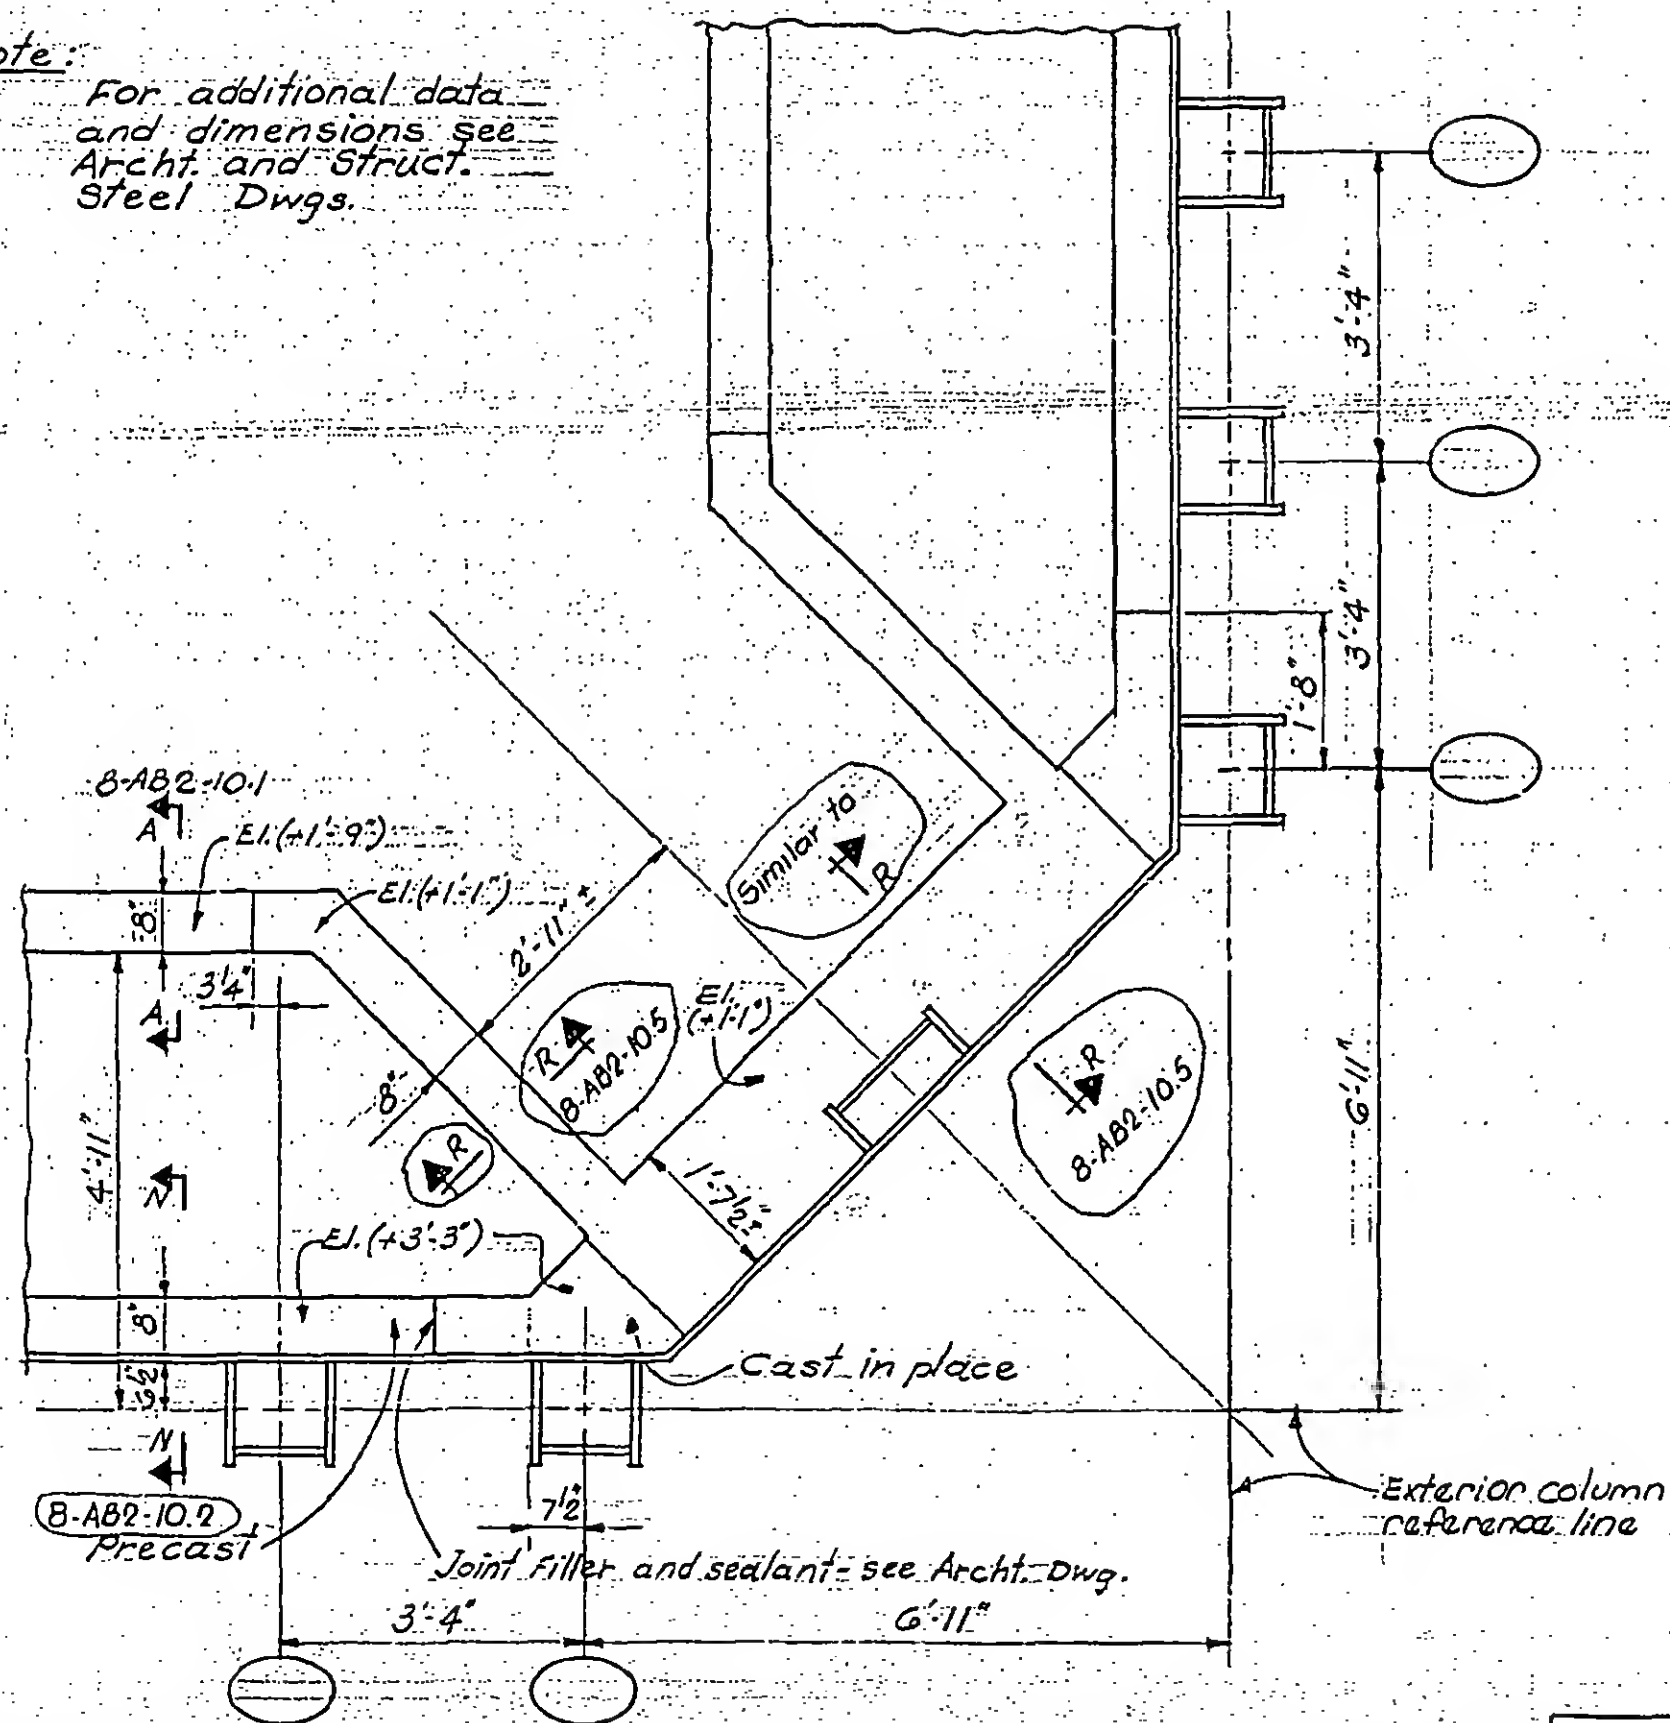 ote:
For additional data
and dimensions see
Archt. and Struct.
Steel Dwgs.
3'-4"
3'-4"
1'-8"
6'-11"
8-AB2-10.1
A
El.(+1'-9")
El.(+1'-1")
8"
3'4"
A
2'-11" ±
8"
Similar to
R
R
8-AB2-10.5
El.
(+1'-1")
R
8-AB2-10.5
R
4'-11"
N
1'-7½"±
El.(+3'-3")
8"
5½"
N
Cast in place
8-AB2-10.2
Precast
7½"
Joint Filler and sealant- see Archt. Dwg.
Exterior column
reference line
3'-4"
6'-11"